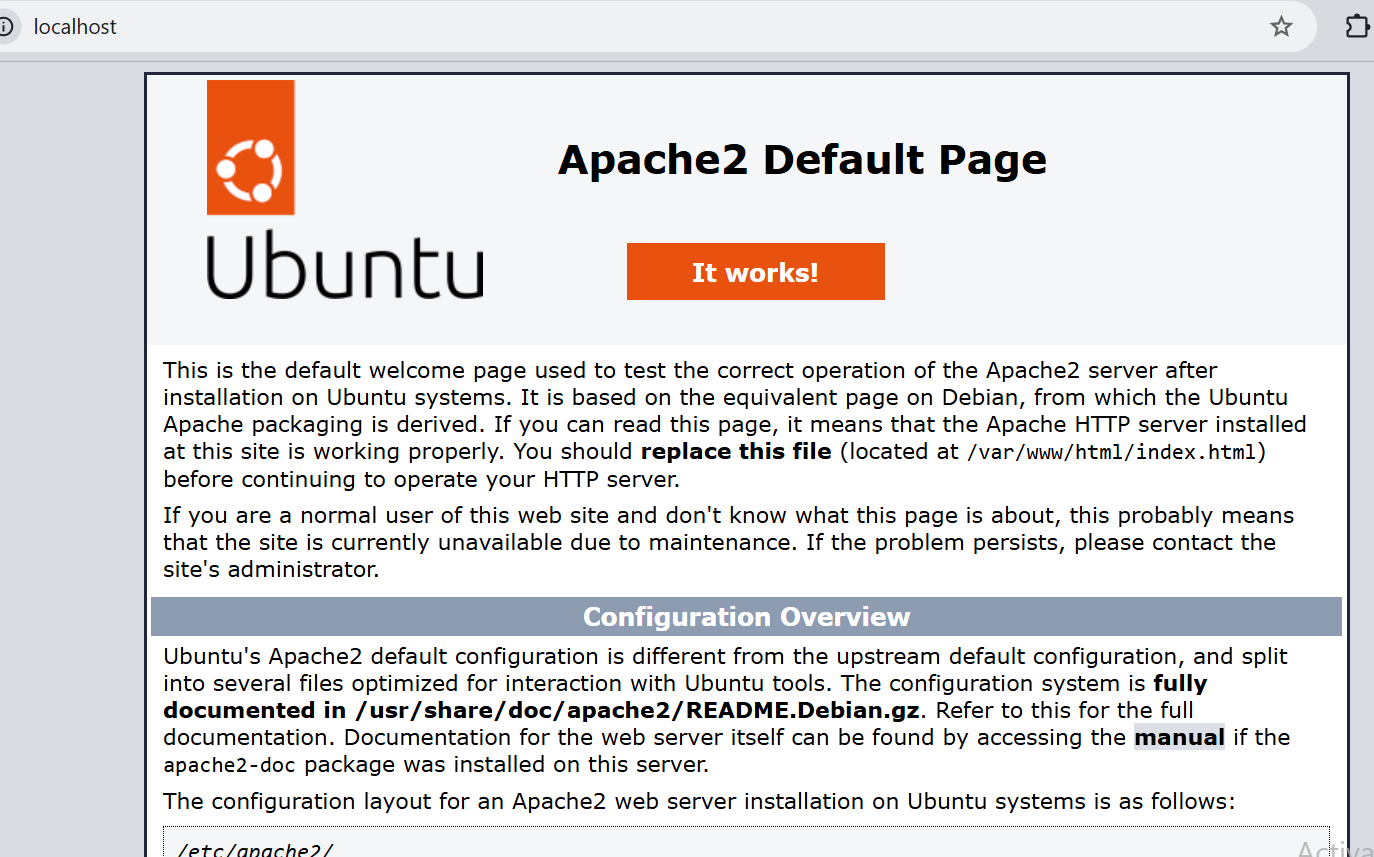 localhost
Apache2 Default Page
Ubuntu
It works!
This is the default welcome page used to test the correct operation of the Apache2 server after
installation on Ubuntu systems. It is based on the equivalent page on Debian, from which the Ubuntu
Apache packaging is derived. If you can read this page, it means that the Apache HTTP server installed
at this site is working properly. You should replace this file (located at /var/www/html/index.html)
before continuing to operate your HTTP server.
If you are a normal user of this web site and don't know what this page is about, this probably means
that the site is currently unavailable due to maintenance. If the problem persists, please contact the
site's administrator.
Configuration Overview
Ubuntu's Apache2 default configuration is different from the upstream default configuration, and split
into several files optimized for interaction with Ubuntu tools. The configuration system is fully
documented in /usr/share/doc/apache2/README.Debian.gz. Refer to this for the full
documentation. Documentation for the web server itself can be found by accessing the manual if the
apache2-doc package was installed on this server.
The configuration layout for an Apache2 web server installation on Ubuntu systems is as follows:
/etc/apache2/